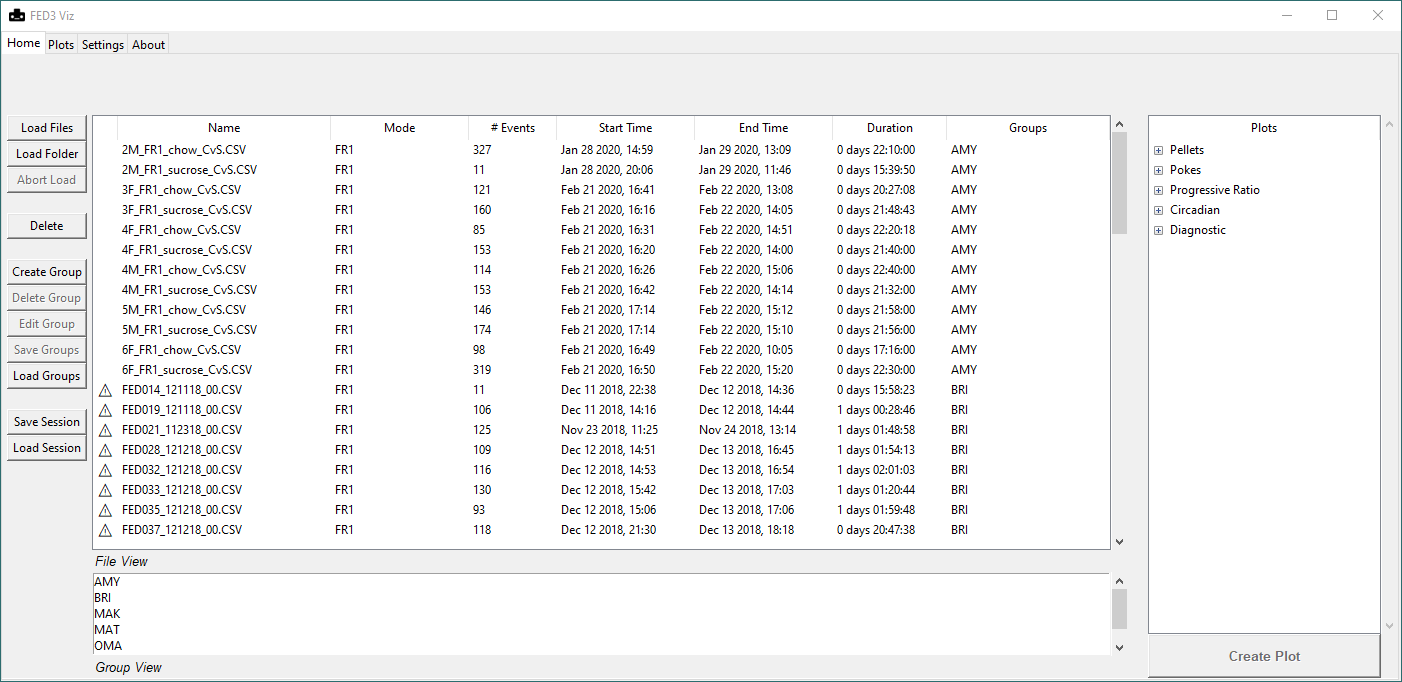 FED3 Viz
Home Plots Settings About
Load Files
Load Folder
Abort Load
Delete
Create Group
Delete Group
Edit Group
Save Groups
Load Groups
Save Session
Load Session
Name Mode # Events Start Time End Time Duration Groups
2M_FR1_chow_CvS.CSV FR1 327 Jan 28 2020, 14:59 Jan 29 2020, 13:09 0 days 22:10:00 AMY
2M_FR1_sucrose_CvS.CSV FR1 11 Jan 28 2020, 20:06 Jan 29 2020, 11:46 0 days 15:39:50 AMY
3F_FR1_chow_CvS.CSV FR1 121 Feb 21 2020, 16:41 Feb 22 2020, 13:08 0 days 20:27:08 AMY
3F_FR1_sucrose_CvS.CSV FR1 160 Feb 21 2020, 16:16 Feb 22 2020, 14:05 0 days 21:48:43 AMY
4F_FR1_chow_CvS.CSV FR1 85 Feb 21 2020, 16:31 Feb 22 2020, 14:51 0 days 22:20:18 AMY
4F_FR1_sucrose_CvS.CSV FR1 153 Feb 21 2020, 16:20 Feb 22 2020, 14:00 0 days 21:40:00 AMY
4M_FR1_chow_CvS.CSV FR1 114 Feb 21 2020, 16:26 Feb 22 2020, 15:06 0 days 22:40:00 AMY
4M_FR1_sucrose_CvS.CSV FR1 153 Feb 21 2020, 16:42 Feb 22 2020, 14:14 0 days 21:32:00 AMY
5M_FR1_chow_CvS.CSV FR1 146 Feb 21 2020, 17:14 Feb 22 2020, 15:12 0 days 21:58:00 AMY
5M_FR1_sucrose_CvS.CSV FR1 174 Feb 21 2020, 17:14 Feb 22 2020, 15:10 0 days 21:56:00 AMY
6F_FR1_chow_CvS.CSV FR1 98 Feb 21 2020, 16:49 Feb 22 2020, 10:05 0 days 17:16:00 AMY
6F_FR1_sucrose_CvS.CSV FR1 319 Feb 21 2020, 16:50 Feb 22 2020, 15:20 0 days 22:30:00 AMY
FED014_121118_00.CSV FR1 11 Dec 11 2018, 22:38 Dec 12 2018, 14:36 0 days 15:58:23 BRI
FED019_121118_00.CSV FR1 106 Dec 11 2018, 14:16 Dec 12 2018, 14:44 1 days 00:28:46 BRI
FED021_112318_00.CSV FR1 125 Nov 23 2018, 11:25 Nov 24 2018, 13:14 1 days 01:48:58 BRI
FED028_121218_00.CSV FR1 109 Dec 12 2018, 14:51 Dec 13 2018, 16:45 1 days 01:54:13 BRI
FED032_121218_00.CSV FR1 116 Dec 12 2018, 14:53 Dec 13 2018, 16:54 1 days 02:01:03 BRI
FED033_121218_00.CSV FR1 130 Dec 12 2018, 15:42 Dec 13 2018, 17:03 1 days 01:20:44 BRI
FED035_121218_00.CSV FR1 93 Dec 12 2018, 15:06 Dec 13 2018, 17:06 1 days 01:59:48 BRI
FED037_121218_00.CSV FR1 118 Dec 12 2018, 21:30 Dec 13 2018, 18:18 0 days 20:47:38 BRI
File View
AMY
BRI
MAK
MAT
OMA
Group View
Plots
Pellets
Pokes
Progressive Ratio
Circadian
Diagnostic
Create Plot